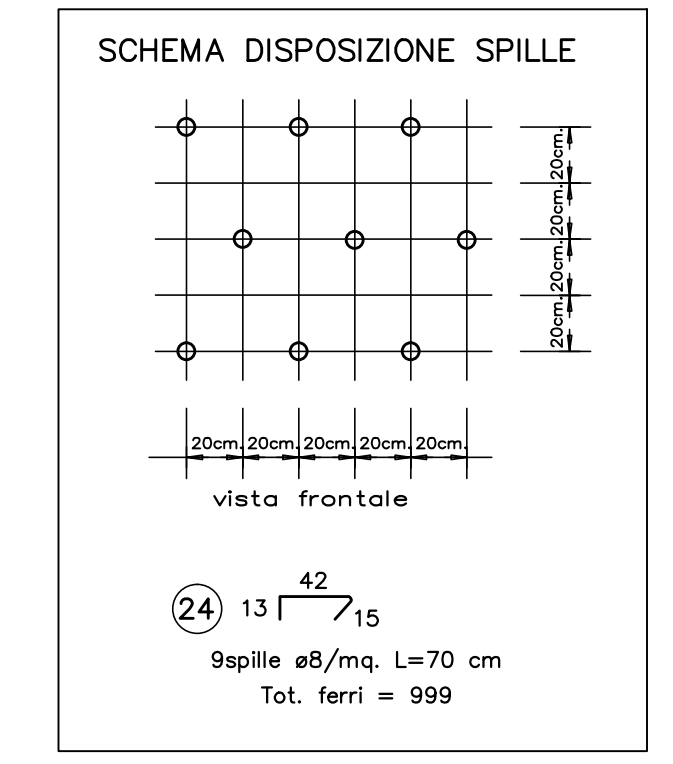 SCHEMA DISPOSIZIONE SPILLE
20cm.
20cm.
20cm.
20cm.
20cm. 20cm. 20cm. 20cm. 20cm.
vista frontale
42
24 13 15
9spille ø8/mq. L=70 cm
Tot. ferri = 999